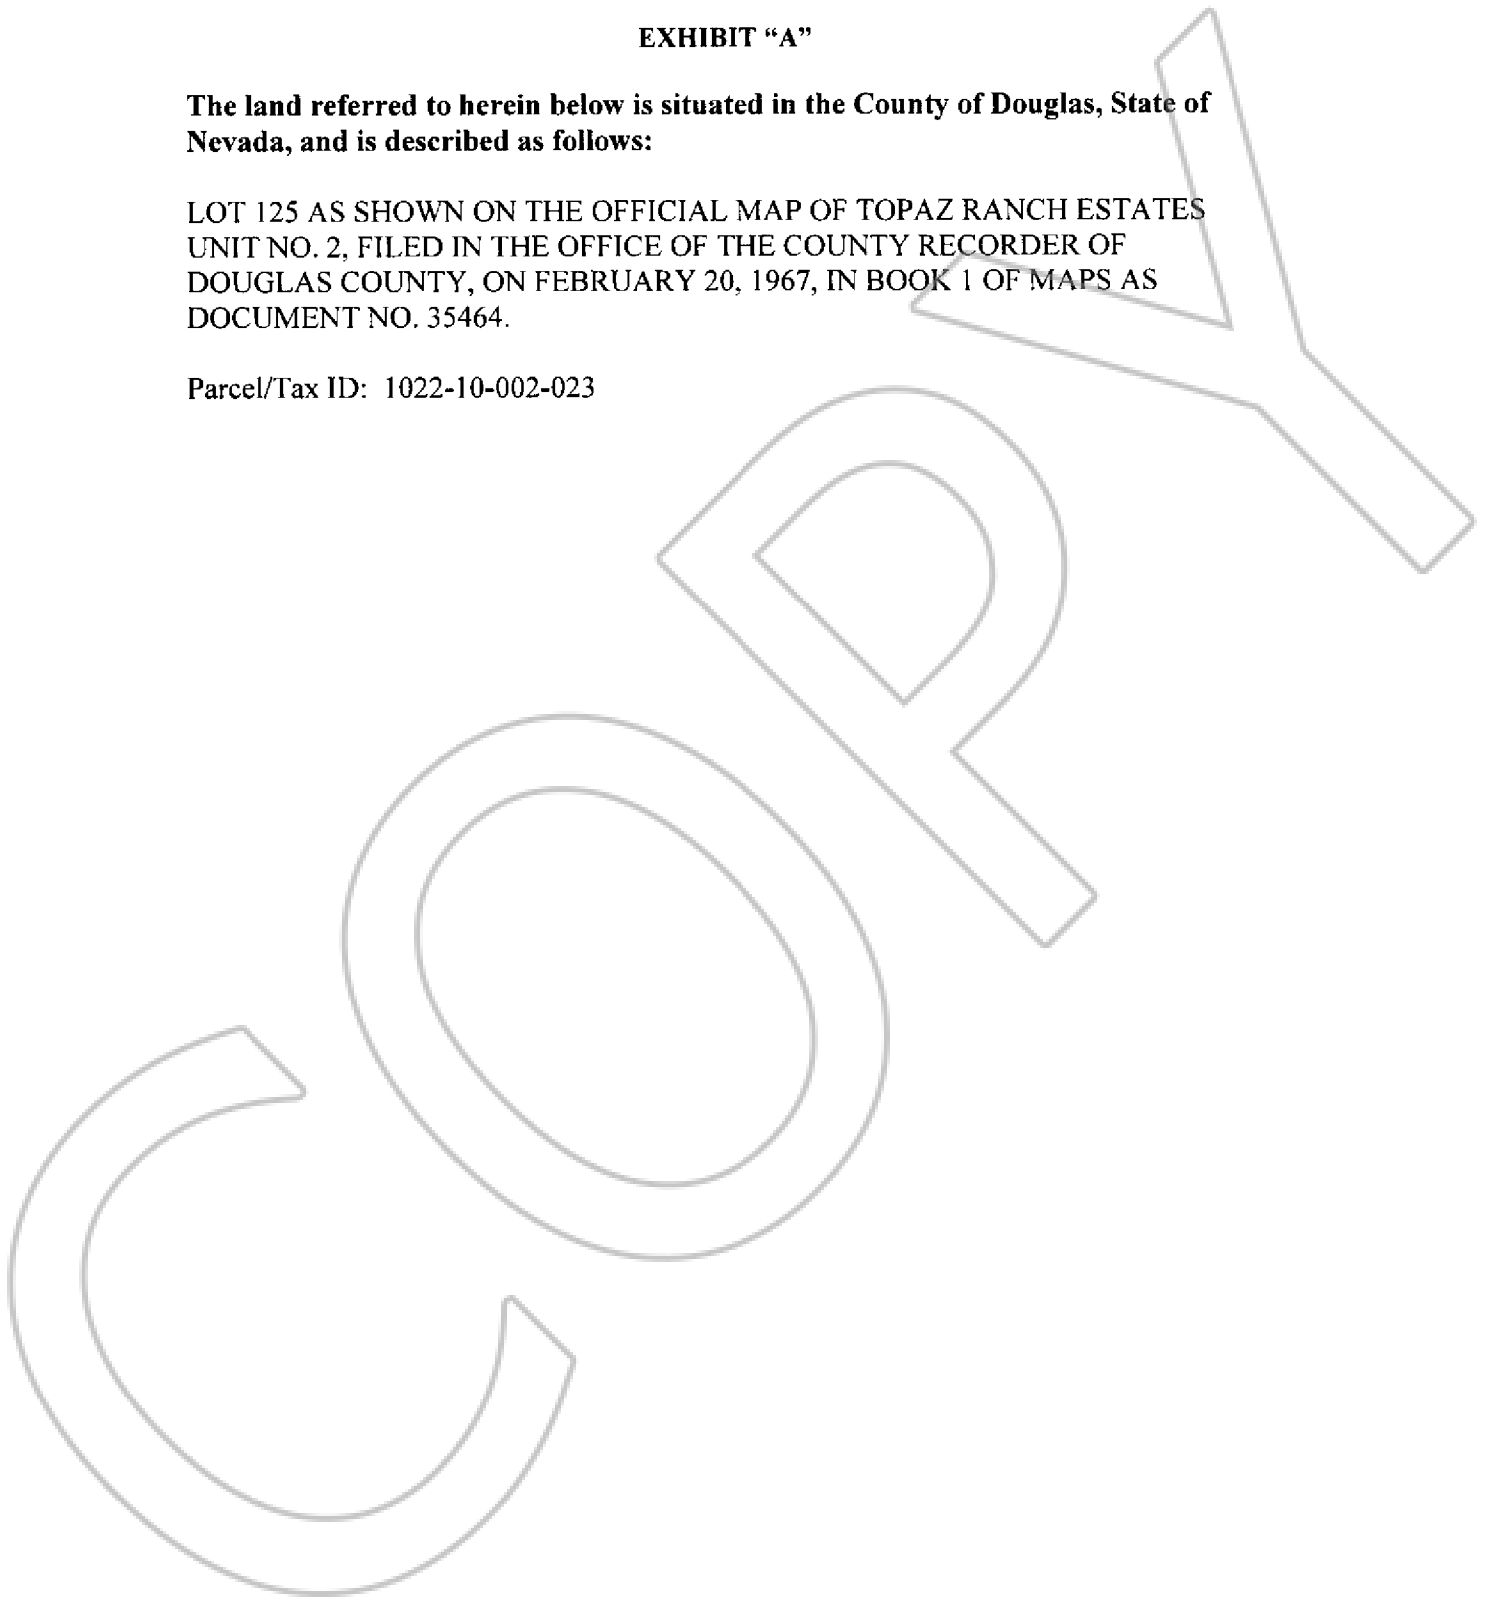 EXHIBIT “A”
The land referred to herein below is situated in the County of Douglas, State of
Nevada, and is described as follows:
LOT 125 AS SHOWN ON THE OFFICIAL MAP OF TOPAZ RANCH ESTATES
UNIT NO. 2, FILED IN THE OFFICE OF THE COUNTY RECORDER OF
DOUGLAS COUNTY, ON FEBRUARY 20, 1967, IN BOOK 1 OF MAPS AS
DOCUMENT NO. 35464.
Parcel/Tax ID: 1022-10-002-023
COPY